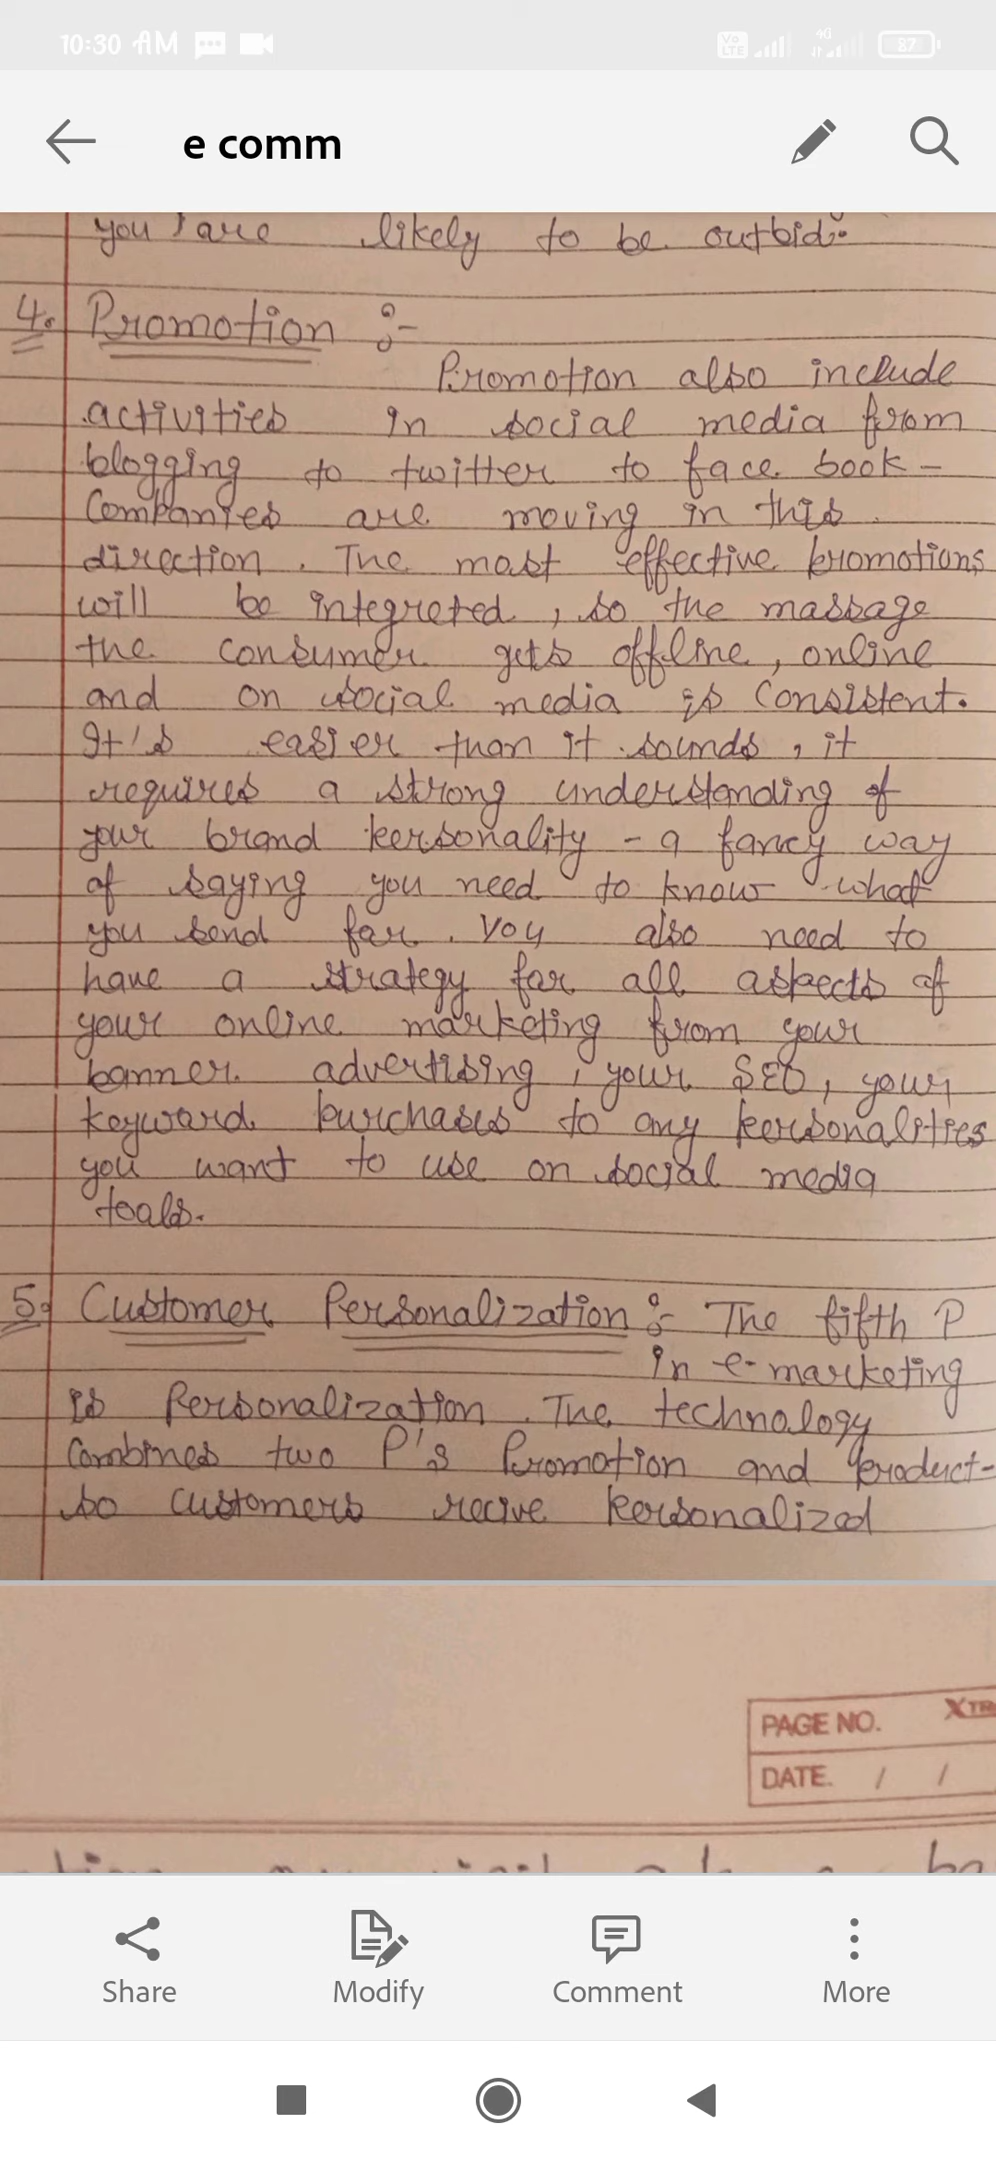 10:30 AM
Vo LTE 4G 87
e comm
you are likely to be outbid.
4. Promotion :-
Promotion also include
activities in social media from
blogging to twitter to face book -
Companies are moving in this
direction. The most effective promotions
will be integreted, so the massage
the consumer gets offline, online
and on social media is consistent.
It's easier than it sounds, it
requires a strong understanding of
your brand personality - a fancy way
of saying you need to know what
you send far. You also need to
have a strategy for all aspects of
your online marketing from your
banner advertising, your SEO, your
keyward purchases to any personalities
you want to use on social media
toals.
5. Customer Personalization :- The fifth P
in e-marketing
is Personalization. The technology
Combines two P's Promotion and product-
so customers recive personalized
PAGE NO.
DATE. / /
Share Modify Comment More